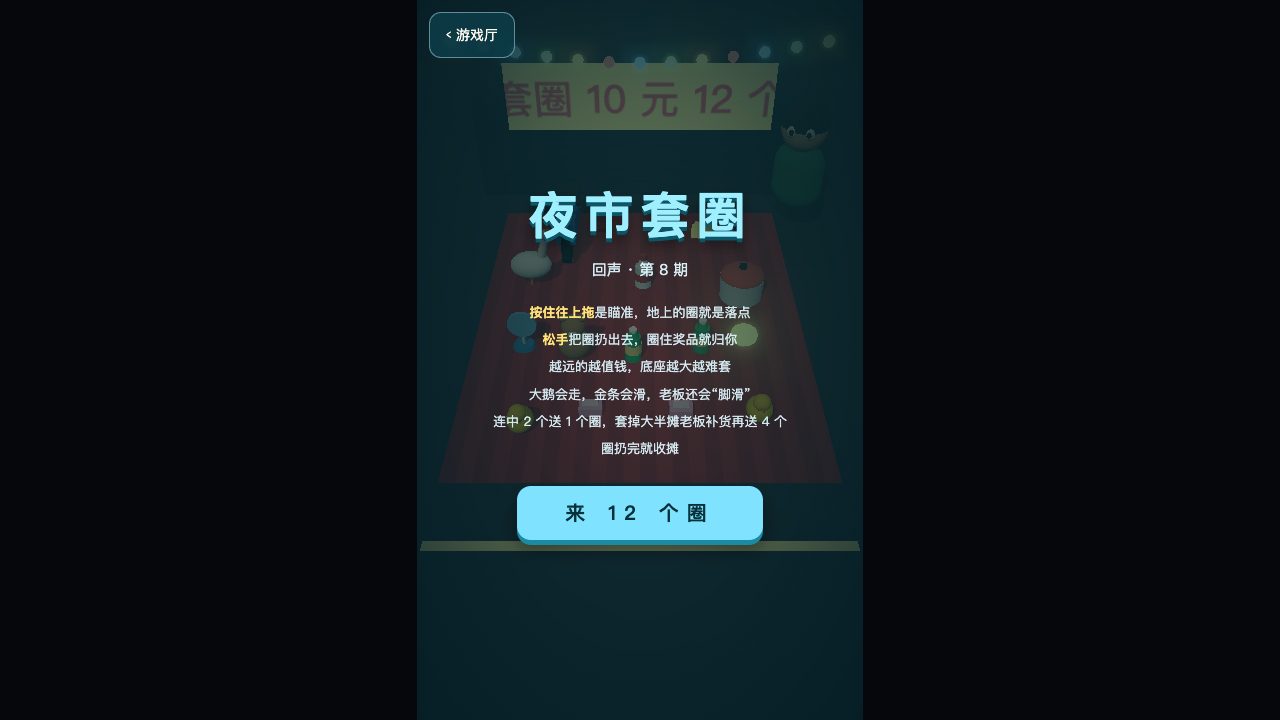 < 游戏厅
套圈 10 元 12 个
夜市套圈
回声 · 第 8 期
按住往上拖是瞄准，地上的圈就是落点
松手把圈扔出去，圈住奖品就归你
越远的越值钱，底座越大越难套
大鹅会走，金条会滑，老板还会“脚滑”
连中 2 个送 1 个圈，套掉大半摊老板补货再送 4 个
圈扔完就收摊
来 12 个圈